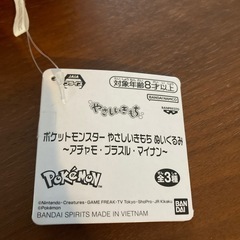 対象年齢8才以上
BANDAI NAMCO
BANPRESTO
やさしいきもち
ポケットモンスター やさしいきもち ぬいぐるみ
～アチャモ・プラスル・マイナン～
Pokémon
全3種
©Nintendo・Creatures・GAME FREAK・TV Tokyo・ShoPro・JR Kikaku
©Pokémon
BANDAI
BANDAI SPIRITS MADE IN VIETNAM